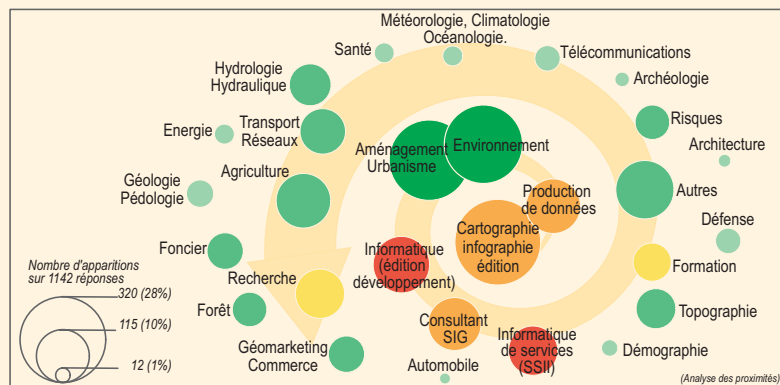 Météorologie, Climatologie
Océanologie.
Santé
Télécommunications
Hydrologie
Hydraulique
Archéologie
Energie
Transport
Réseaux
Aménagement
Urbanisme
Environnement
Risques
Architecture
Géologie
Pédologie
Agriculture
Production
de données
Autres
Cartographie
infographie
édition
Défense
Foncier
Informatique
(édition
développement)
Formation
Recherche
Nombre d'apparitions
sur 1142 réponses
320 (28%)
115 (10%)
12 (1%)
Forêt
Consultant
SIG
Topographie
Géomarketing
Commerce
Informatique
de services
(SSII)
Démographie
Automobile
(Analyse des proximités)